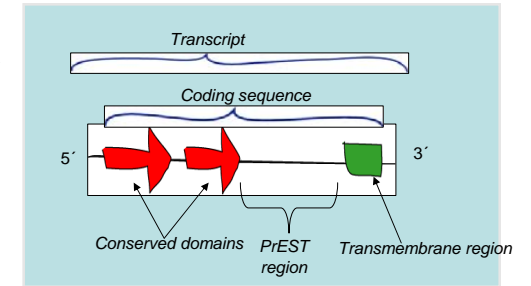 Transcript
Coding sequence
5´
3´
Conserved domains
PrEST
region
Transmembrane region